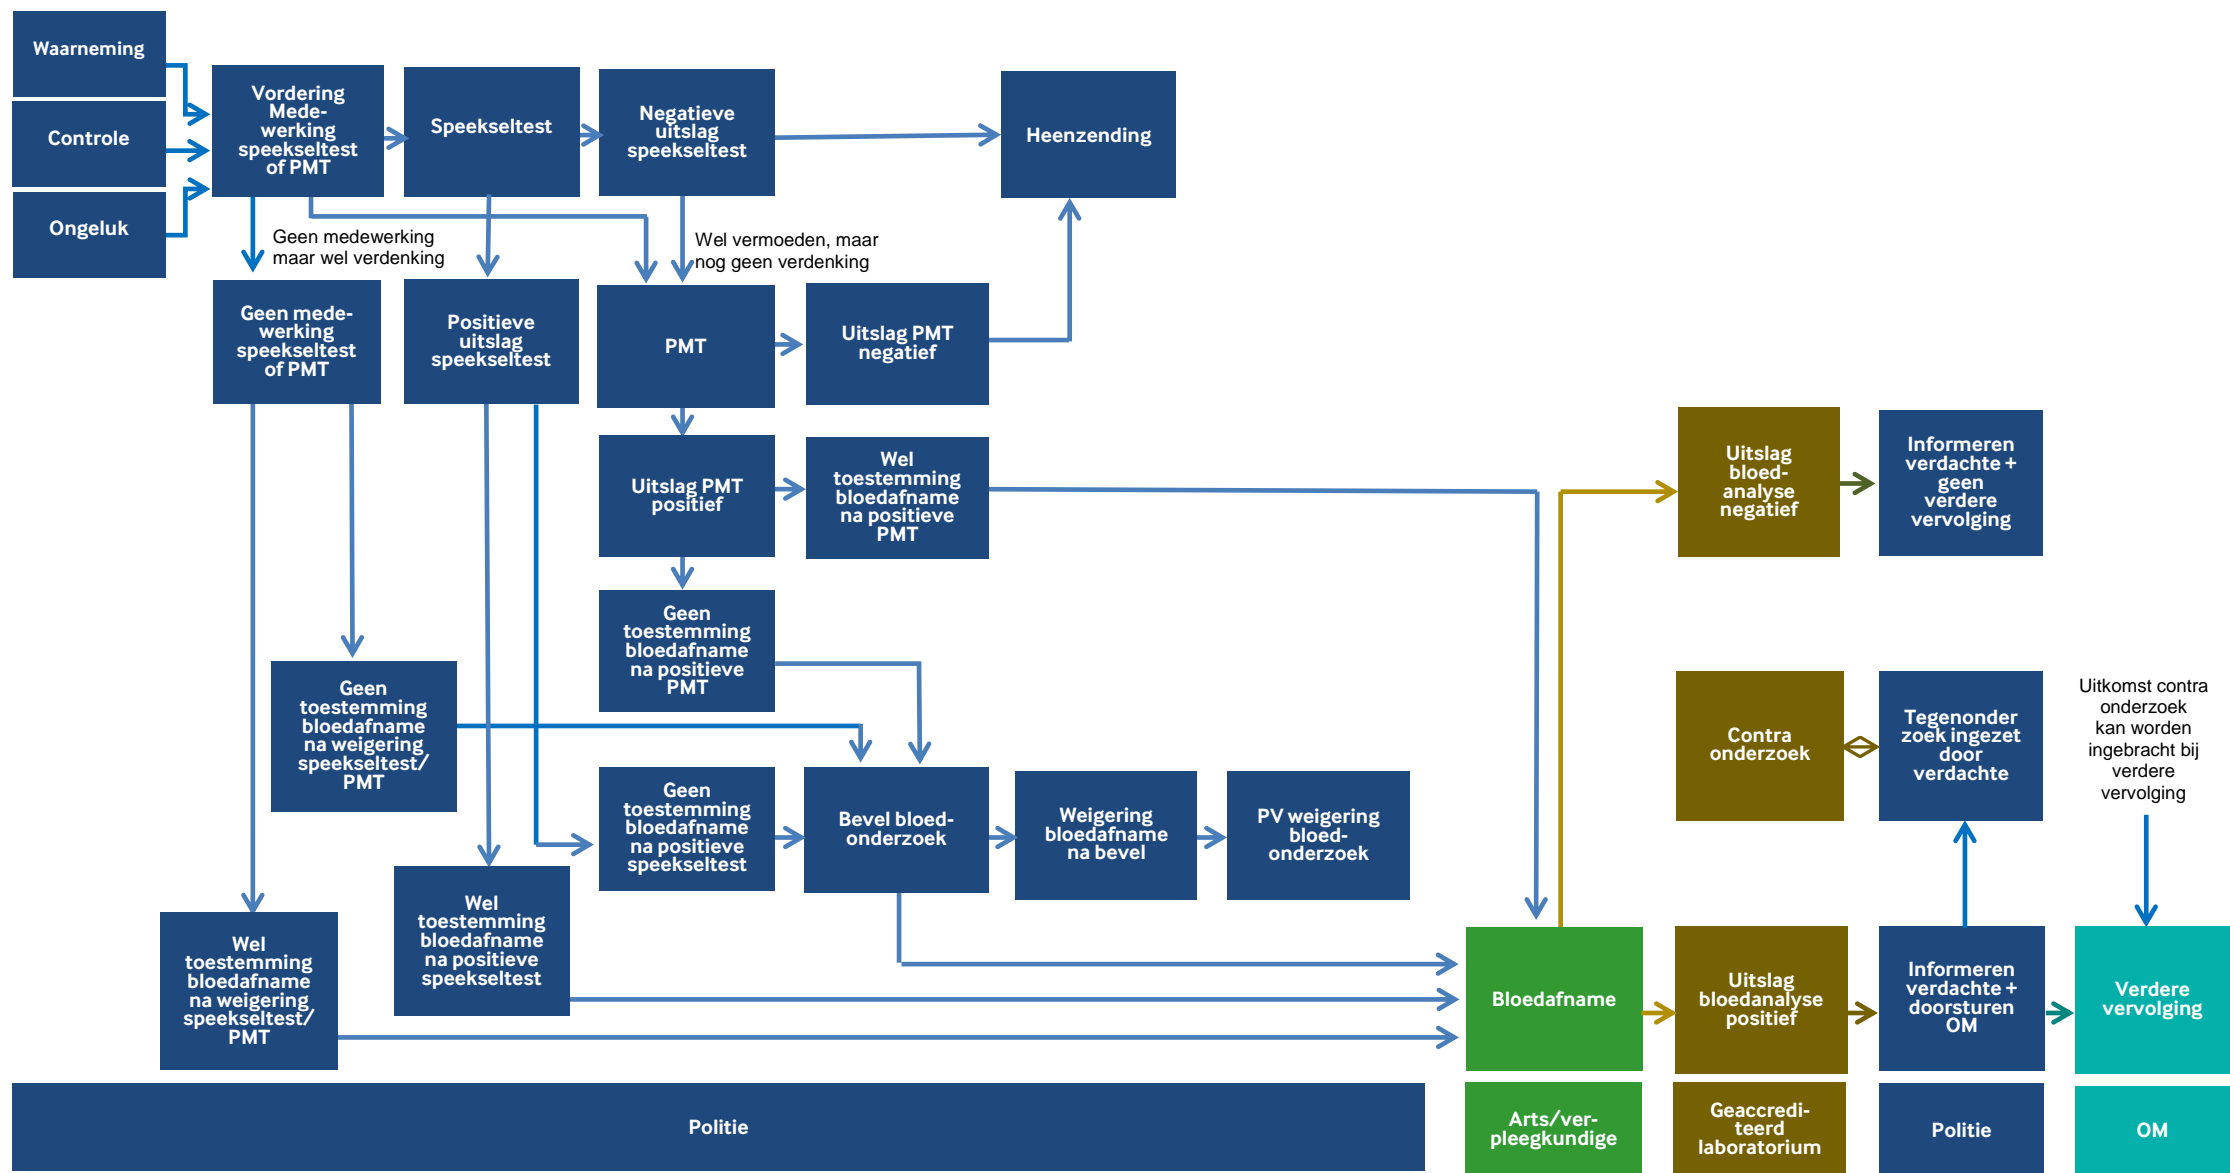 Waarneming
Controle
Ongeluk
Vordering
Mede-
werking
speekseltest
of PMT
Speekseltest
Negatieve
uitslag
speekseltest
Heenzending
Geen medewerking
maar wel verdenking
Wel vermoeden, maar
nog geen verdenking
Geen mede-
werking
speekseltest
of PMT
Positieve
uitslag
speekseltest
PMT
Uitslag PMT
negatief
Uitslag PMT
positief
Wel
toestemming
bloedafname
na positieve
PMT
Uitslag
bloed-
analyse
negatief
Informeren
verdachte +
geen
verdere
vervolging
Geen
toestemming
bloedafname
na positieve
PMT
Geen
toestemming
bloedafname
na weigering
speekseltest/
PMT
Contra
onderzoek
Tegenonder
zoek ingezet
door
verdachte
Uitkomst contra
onderzoek
kan worden
ingebracht bij
verdere
vervolging
Geen
toestemming
bloedafname
na positieve
speekseltest
Bevel bloed-
onderzoek
Weigering
bloedafname
na bevel
PV weigering
bloed-
onderzoek
Wel
toestemming
bloedafname
na positieve
speekseltest
Wel
toestemming
bloedafname
na weigering
speekseltest/
PMT
Bloedafname
Uitslag
bloedanalyse
positief
Informeren
verdachte +
doorsturen
OM
Verdere
vervolging
Politie
Arts/ver-
pleegkundige
Geaccredi-
teerd
laboratorium
Politie
OM